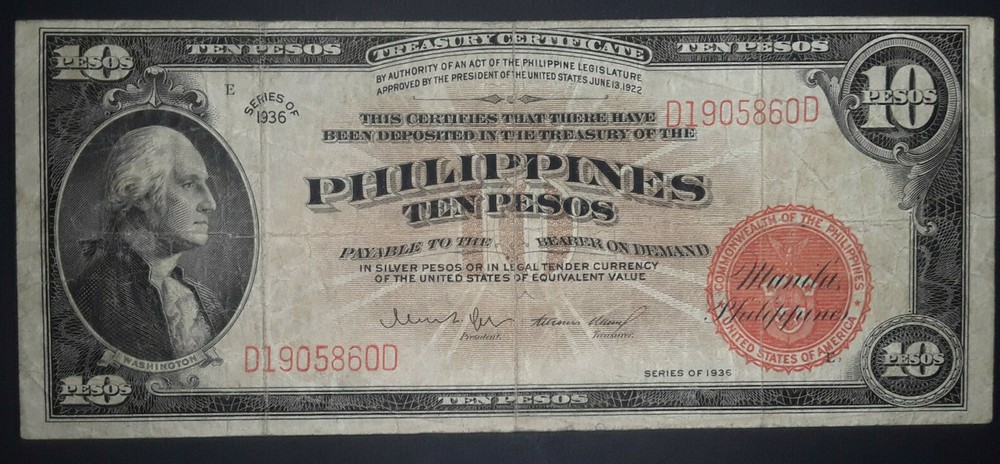 10 PESOS
TEN PESOS
TREASURY CERTIFICATE
TEN PESOS
10 PESOS
BY AUTHORITY OF AN ACT OF THE PHILIPPINE LEGISLATURE
APPROVED BY THE PRESIDENT OF THE UNITED STATES JUNE 13, 1922
E
SERIES OF
1936
THIS CERTIFIES THAT THERE HAVE
BEEN DEPOSITED IN THE TREASURY OF THE
D1905860D
PHILIPPINES
TEN PESOS
PAYABLE TO THE BEARER ON DEMAND
IN SILVER PESOS OR IN LEGAL TENDER CURRENCY
OF THE UNITED STATES OF EQUIVALENT VALUE
COMMONWEALTH OF THE PHILIPPINES
UNITED STATES OF AMERICA
Manila,
Philippines
President.
Treasurer.
WASHINGTON
D1905860D
SERIES OF 1936
10 PESOS
TEN PESOS
10 PESOS